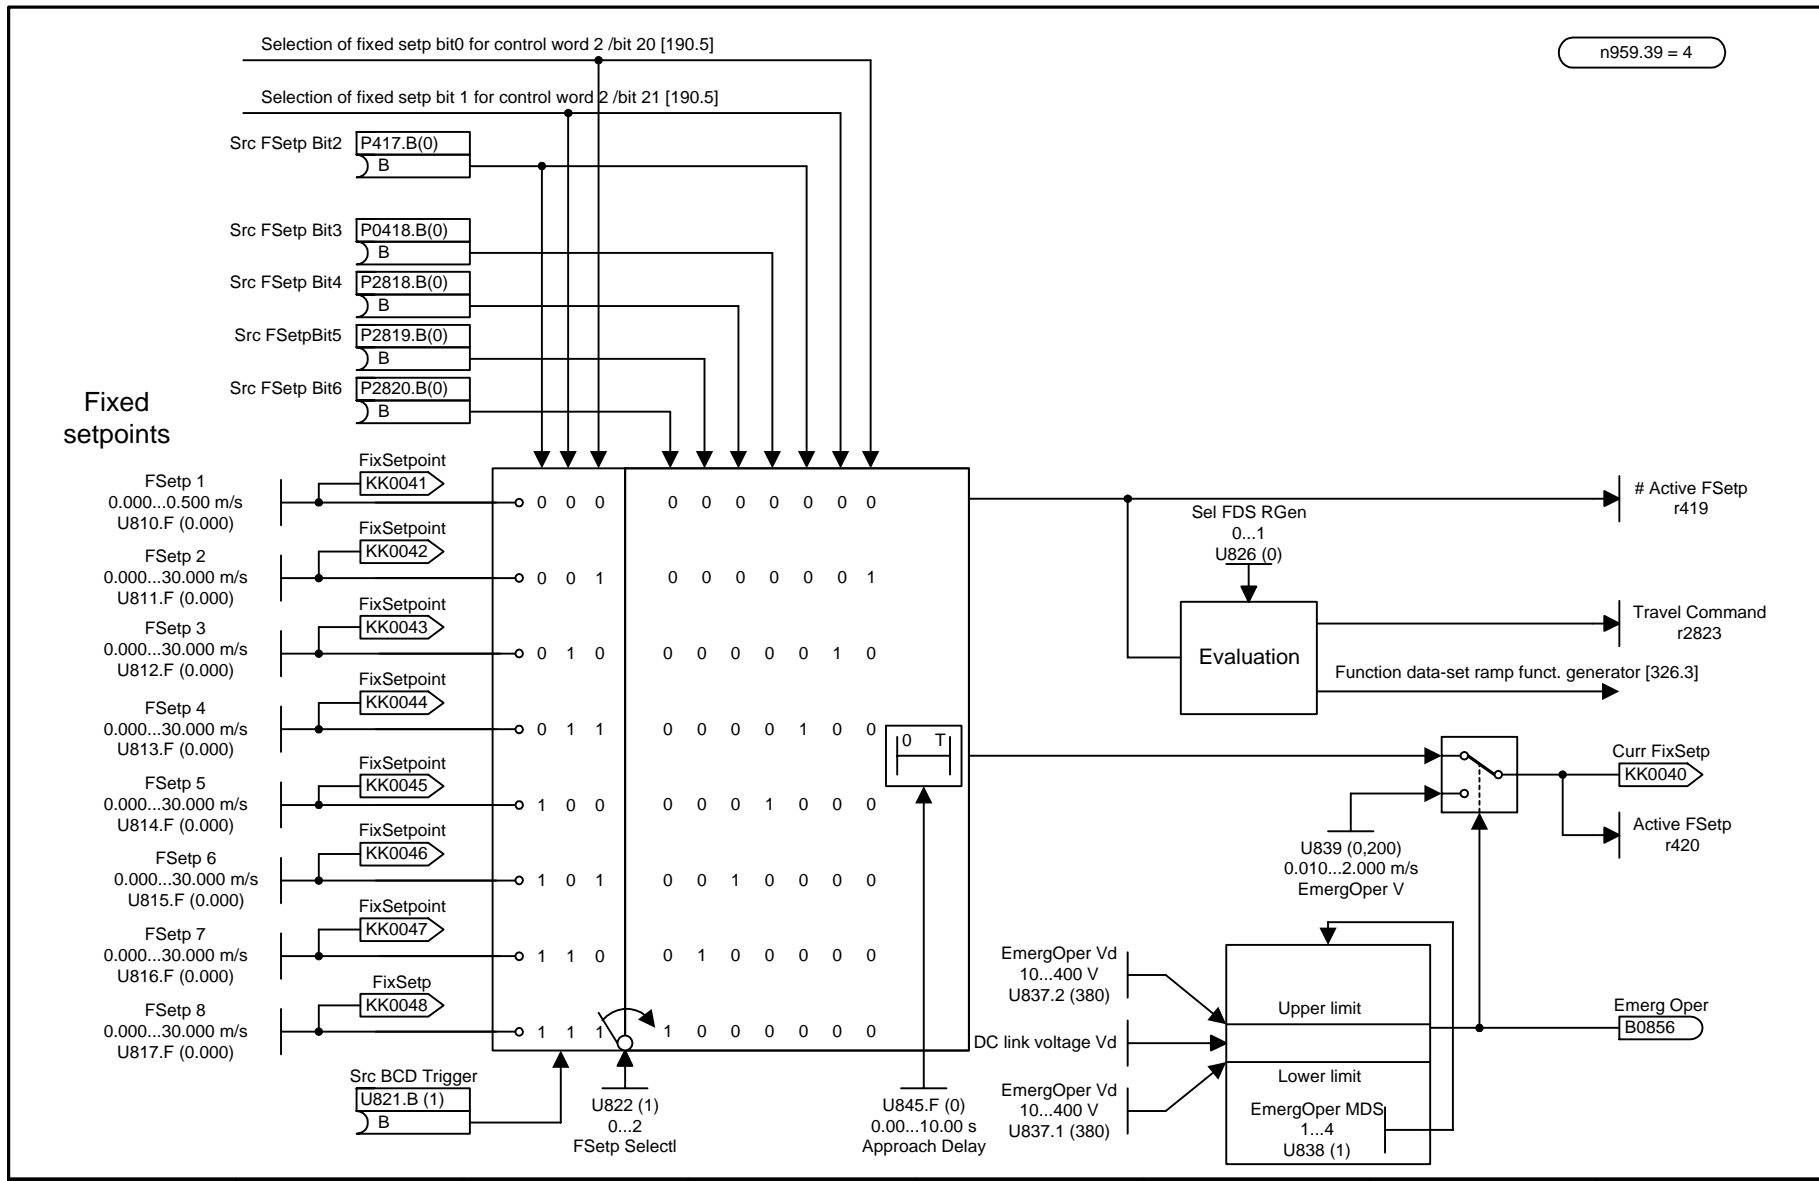 Selection of fixed setp bit0 for control word 2 /bit 20 [190.5]
n959.39 = 4
Selection of fixed setp bit 1 for control word 2 /bit 21 [190.5]
Src FSetp Bit2
P417.B(0)
B
Src FSetp Bit3
P0418.B(0)
B
Src FSetp Bit4
P2818.B(0)
B
Src FSetpBit5
P2819.B(0)
B
Src FSetp Bit6
P2820.B(0)
B
Fixed
setpoints
FSetp 1
0.000...0.500 m/s
U810.F (0.000)
FixSetpoint
KK0041
0 0 0 0 0 0 0 0 0 0
FSetp 2
0.000...30.000 m/s
U811.F (0.000)
FixSetpoint
KK0042
0 0 1 0 0 0 0 0 0 1
FSetp 3
0.000...30.000 m/s
U812.F (0.000)
FixSetpoint
KK0043
0 1 0 0 0 0 0 0 1 0
FSetp 4
0.000...30.000 m/s
U813.F (0.000)
FixSetpoint
KK0044
0 1 1 0 0 0 0 1 0 0
FSetp 5
0.000...30.000 m/s
U814.F (0.000)
FixSetpoint
KK0045
1 0 0 0 0 0 1 0 0 0
FSetp 6
0.000...30.000 m/s
U815.F (0.000)
FixSetpoint
KK0046
1 0 1 0 0 1 0 0 0 0
FSetp 7
0.000...30.000 m/s
U816.F (0.000)
FixSetpoint
KK0047
1 1 0 0 1 0 0 0 0 0
FSetp 8
0.000...30.000 m/s
U817.F (0.000)
FixSetp
KK0048
1 1 1 1 0 0 0 0 0 0
Src BCD Trigger
U821.B (1)
B
U822 (1)
0...2
FSetp Selectl
0 T
U845.F (0)
0.00...10.00 s
Approach Delay
# Active FSetp
r419
Sel FDS RGen
0...1
U826 (0)
Evaluation
Travel Command
r2823
Function data-set ramp funct. generator [326.3]
Curr FixSetp
KK0040
Active FSetp
r420
U839 (0,200)
0.010...2.000 m/s
EmergOper V
EmergOper Vd
10...400 V
U837.2 (380)
DC link voltage Vd
EmergOper Vd
10...400 V
U837.1 (380)
Upper limit
Lower limit
EmergOper MDS
1...4
U838 (1)
Emerg Oper
B0856